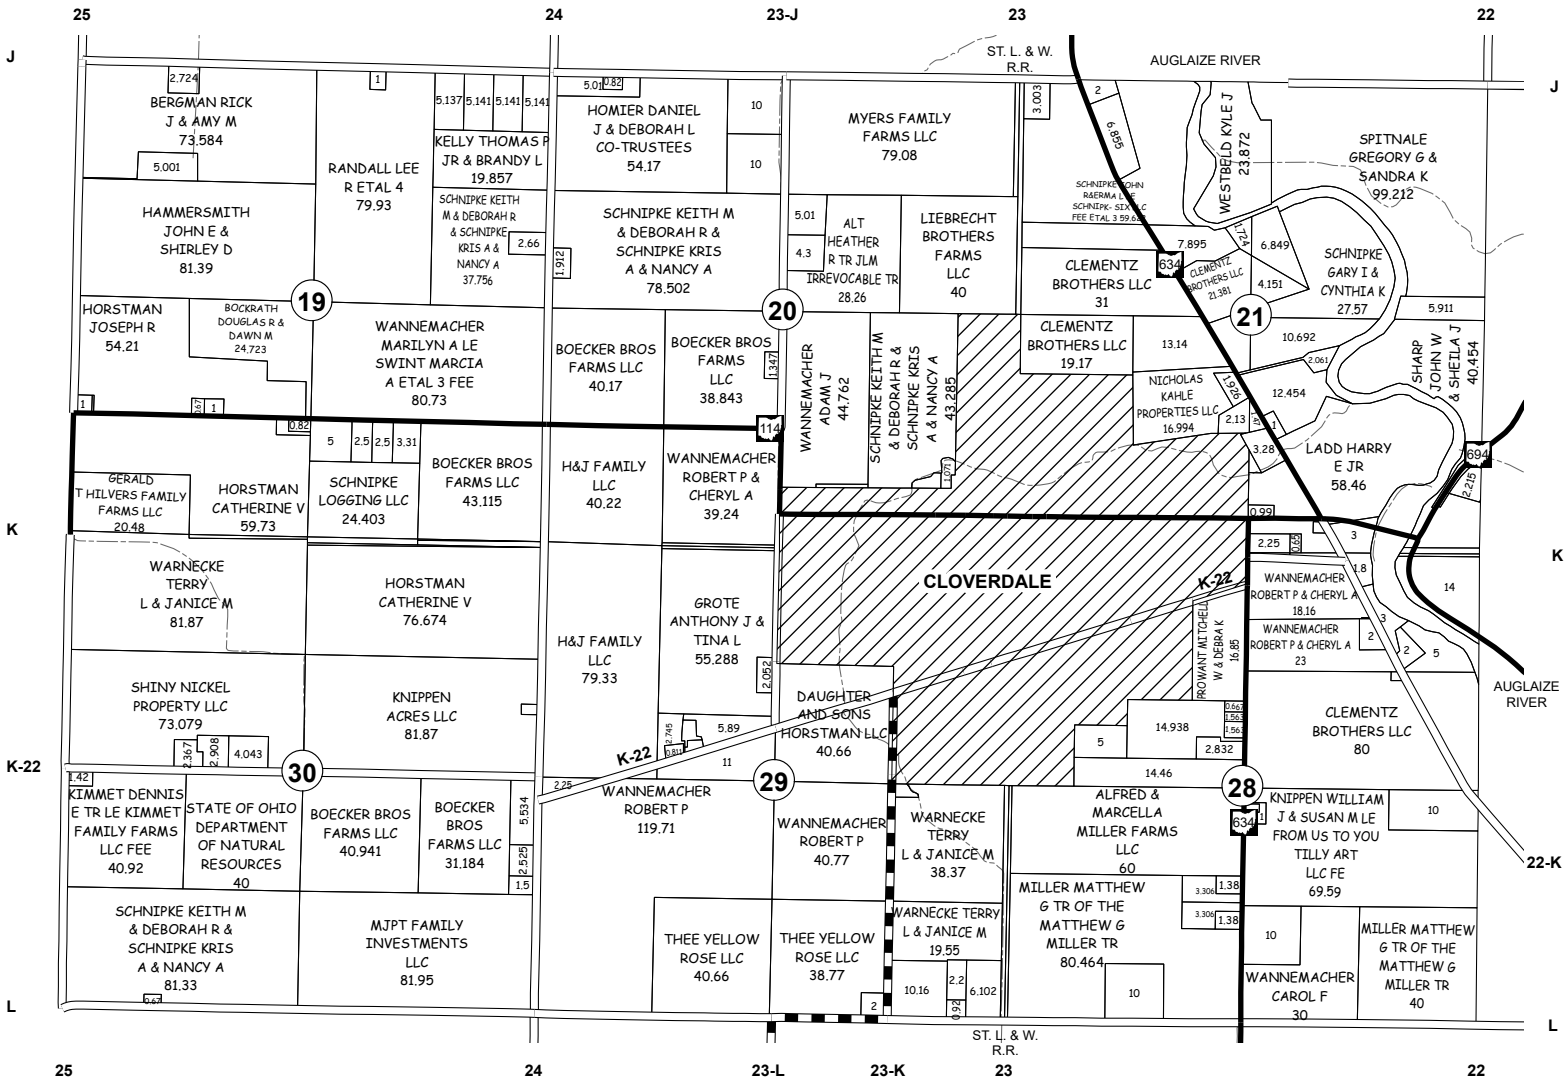 25
24
23-J
23
22
J
ST. L. & W.
R.R.
AUGLAIZE RIVER
J
2.724
BERGMAN RICK
J & AMY M
73.584
5.001
1
RANDALL LEE
R ETAL 4
79.93
5.137
5.141
5.141
5.141
KELLY THOMAS P
JR & BRANDY L
19.857
5.01
0.82
HOMIER DANIEL
J & DEBORAH L
CO-TRUSTEES
54.17
10
10
MYERS FAMILY
FARMS LLC
79.08
3.003
2
6.855
WESTBELD KYLE J
23.872
SPITNALE
GREGORY G &
SANDRA K
99.212
HAMMERSMITH
JOHN E &
SHIRLEY D
81.39
SCHNIPKE KEITH
M & DEBORAH R
& SCHNIPKE
KRIS A &
NANCY A
37.756
2.66
1.912
SCHNIPKE KEITH M
& DEBORAH R &
SCHNIPKE KRIS
A & NANCY A
78.502
5.01
4.3
ALT
HEATHER
R TR JLM
IRREVOCABLE TR
28.26
LIEBRECHT
BROTHERS
FARMS
LLC
40
SCHNIPKE JOHN
FEE ETAL 3
7.895
1.724
6.849
634
CLEMENTZ
BROTHERS LLC
31
CLEMENTZ
BROTHERS LLC
21.381
4.151
SCHNIPKE
GARY I &
CYNTHIA K
27.57
5.911
HORSTMAN
JOSEPH R
54.21
BOCKRATH
DOUGLAS R &
DAWN M
24.723
19
WANNEMACHER
MARILYN A LE
SWINT MARCIA
A ETAL 3 FEE
80.73
BOECKER BROS
FARMS LLC
40.17
BOECKER BROS
FARMS
LLC
38.843
1.347
20
WANNEMACHER
ADAM J
44.762
SCHNIPKE KEITH M
& DEBORAH R &
SCHNIPKE KRIS
A & NANCY A
43.285
1.071
CLEMENTZ
BROTHERS LLC
19.17
13.14
21
10.692
2.061
SHARP
JOHN W
& SHEILA J
40.454
NICHOLAS
KAHLE
PROPERTIES LLC
16.994
1.926
12.454
2.13
.47
1
3.28
LADD HARRY
E JR
58.46
694
2.215
1
0.67
1
0.82
114
GERALD
T HILVERS FAMILY
FARMS LLC
20.48
HORSTMAN
CATHERINE V
59.73
5
2.5
2.5
3.31
SCHNIPKE
LOGGING LLC
24.403
BOECKER BROS
FARMS LLC
43.115
H&J FAMILY
LLC
40.22
WANNEMACHER
ROBERT P &
CHERYL A
39.24
0.99
K
2.25
0.65
3
K
WARNECKE
TERRY
L & JANICE M
81.87
HORSTMAN
CATHERINE V
76.674
H&J FAMILY
LLC
79.33
GROTE
ANTHONY J &
TINA L
55.288
2.052
CLOVERDALE
K-22
PROWANT MITCHELL
W & DEBRA K
16.85
WANNEMACHER
ROBERT P & CHERYL A
18.16
1.8
14
WANNEMACHER
ROBERT P & CHERYL A
23
3
2
2
5
SHINY NICKEL
PROPERTY LLC
73.079
2.367
2.908
4.043
KNIPPEN
ACRES LLC
81.87
2.745
0.811
5.89
11
K-22
DAUGHTER
AND SONS
HORSTMAN LLC
40.66
14.938
0.667
1.563
1.563
5
2.832
14.46
CLEMENTZ
BROTHERS LLC
80
AUGLAIZE
RIVER
K-22
30
29
28
1.42
KIMMET DENNIS
E TR LE KIMMET
FAMILY FARMS
LLC FEE
40.92
STATE OF OHIO
DEPARTMENT
OF NATURAL
RESOURCES
40
BOECKER BROS
FARMS LLC
40.941
BOECKER
BROS
FARMS LLC
31.184
5.534
2.525
1.5
2.25
WANNEMACHER
ROBERT P
119.71
WANNEMACHER
ROBERT P
40.77
WARNECKE
TERRY
L & JANICE M
38.37
ALFRED &
MARCELLA
MILLER FARMS
LLC
60
634
1
KNIPPEN WILLIAM
J & SUSAN M LE
FROM US TO YOU
TILLY ART
LLC FE
69.59
10
22-K
SCHNIPKE KEITH M
& DEBORAH R &
SCHNIPKE KRIS
A & NANCY A
81.33
0.67
MJPT FAMILY
INVESTMENTS
LLC
81.95
THEE YELLOW
ROSE LLC
40.66
THEE YELLOW
ROSE LLC
38.77
2
WARNECKE TERRY
L & JANICE M
19.55
10.16
2.2
0.92
6.102
MILLER MATTHEW
G TR OF THE
MATTHEW G
MILLER TR
80.464
3.306
1.38
3.306
1.38
10
10
WANNEMACHER
CAROL F
30
MILLER MATTHEW
G TR OF THE
MATTHEW G
MILLER TR
40
L
L
ST. L. & W.
R.R.
25
24
23-L
23-K
23
22